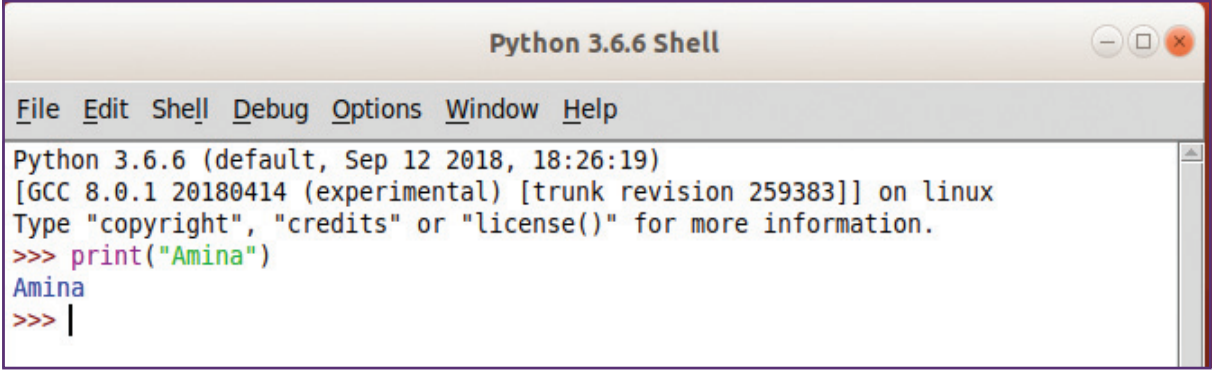 Python 3.6.6 Shell
File Edit Shell Debug Options Window Help
Python 3.6.6 (default, Sep 12 2018, 18:26:19)
[GCC 8.0.1 20180414 (experimental) [trunk revision 259383]] on linux
Type "copyright", "credits" or "license()" for more information.
>>> print("Amina")
Amina
>>>